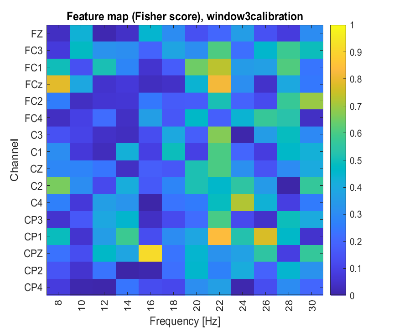 Feature map (Fisher score), window3calibration
FZ
FC3
FC1
FCz
FC2
FC4
C3
C1
CZ
C2
C4
CP3
CP1
CPZ
CP2
CP4
Channel
8 10 12 14 16 18 20 22 24 26 28 30
Frequency [Hz]
1
0.9
0.8
0.7
0.6
0.5
0.4
0.3
0.2
0.1
0